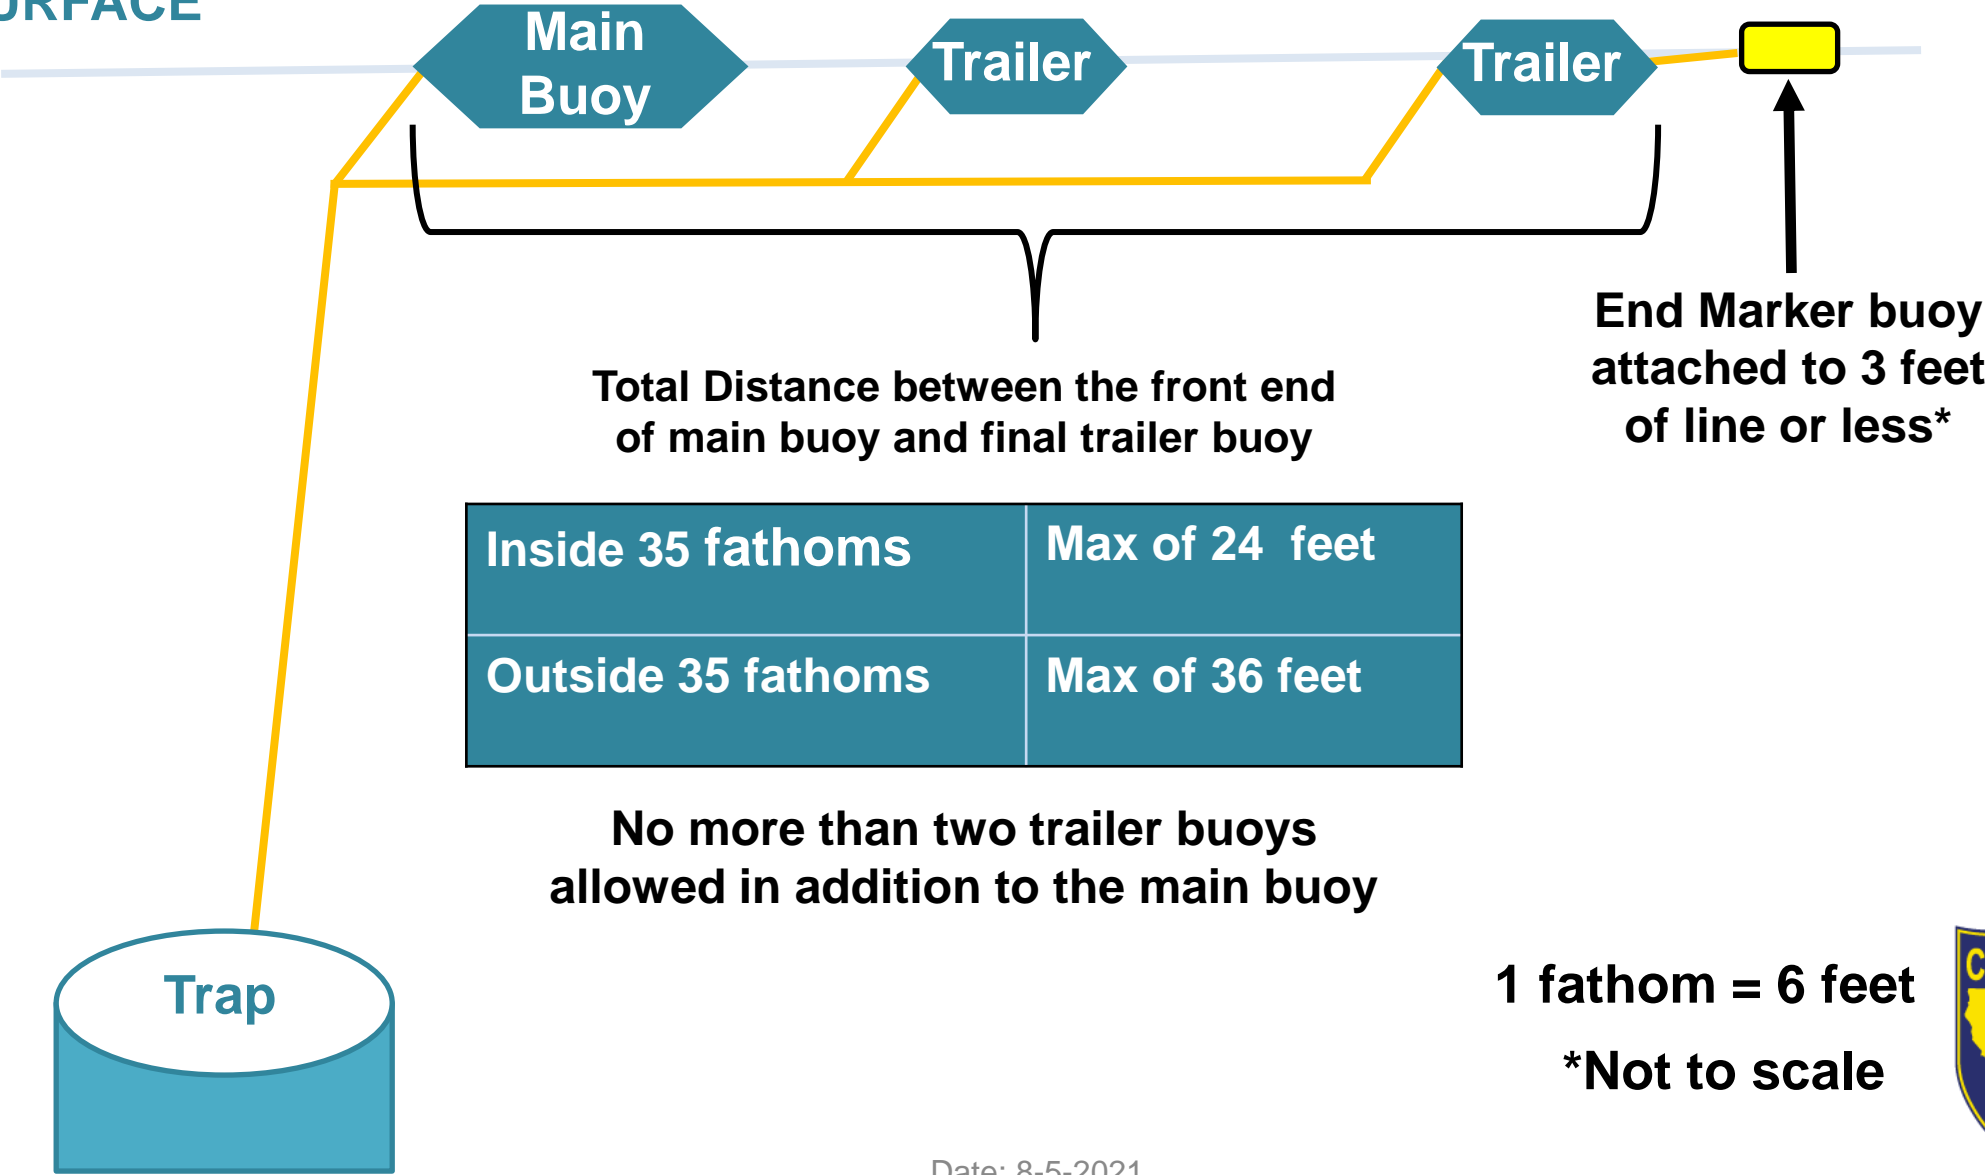 URFACE
Main
Buoy
Trailer
Trailer
End Marker buoy
attached to 3 feet
of line or less*
Total Distance between the front end
of main buoy and final trailer buoy
Inside 35 fathoms Max of 24 feet
Outside 35 fathoms Max of 36 feet
No more than two trailer buoys
allowed in addition to the main buoy
Trap
1 fathom = 6 feet
*Not to scale
C
Date: 8-5-2021